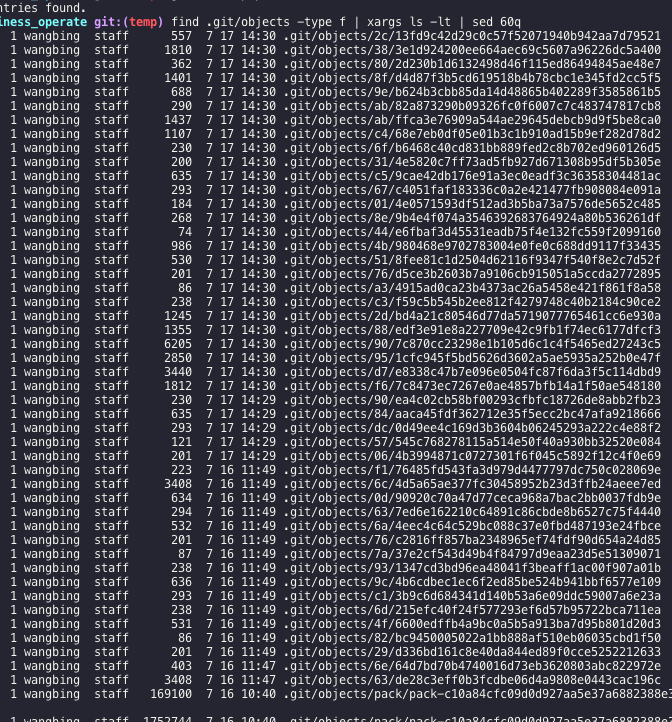 ntries found.
iness_operate git:(temp) find .git/objects -type f | xargs ls -lt | sed 60q
1 wangbing staff 557 7 17 14:30 .git/objects/2c/13fd9c42d29c0c57f52071940b942aa7d79521
1 wangbing staff 1810 7 17 14:30 .git/objects/38/3e1d924200ee664aec69c5607a96226dc5a400
1 wangbing staff 362 7 17 14:30 .git/objects/80/2d230b1d6132498d46f115ed86494845ae48e7
1 wangbing staff 1401 7 17 14:30 .git/objects/8f/d4d87f3b5cd619518b4b78cbc1e345fd2cc5f5
1 wangbing staff 688 7 17 14:30 .git/objects/9e/b624b3cbb85da14d48865b402289f3585861b5
1 wangbing staff 290 7 17 14:30 .git/objects/ab/82a873290b09326fc0f6007c7c483747817cb8
1 wangbing staff 1437 7 17 14:30 .git/objects/ab/ffca3e76909a544ae29645debcb9d9f5be8ca0
1 wangbing staff 1107 7 17 14:30 .git/objects/c4/68e7eb0df05e01b3c1b910ad15b9ef282d78d2
1 wangbing staff 230 7 17 14:30 .git/objects/6f/b6468c40cd831bb889fed2c8b702ed960126d5
1 wangbing staff 200 7 17 14:30 .git/objects/31/4e5820c7ff73ad5fb927d671308b95df5b305e
1 wangbing staff 635 7 17 14:30 .git/objects/c5/9cae42db176e91a3ec0eadf3c36358304481ac
1 wangbing staff 293 7 17 14:30 .git/objects/67/c4051faf183336c0a2e421477fb908084e091a
1 wangbing staff 184 7 17 14:30 .git/objects/01/4e0571593df512ad3b5ba73a7576de5652c485
1 wangbing staff 268 7 17 14:30 .git/objects/8e/9b4e4f074a3546392683764924a80b536261df
1 wangbing staff 74 7 17 14:30 .git/objects/44/e6fbaf3d45531eadb75f4e132fc559f2099160
1 wangbing staff 986 7 17 14:30 .git/objects/4b/980468e9702783004e0fe0c688dd9117f33435
1 wangbing staff 530 7 17 14:30 .git/objects/51/8fee81c1d2504d62116f9347f540f8e2c7d52f
1 wangbing staff 201 7 17 14:30 .git/objects/76/d5ce3b2603b7a9106cb915051a5ccda2772895
1 wangbing staff 86 7 17 14:30 .git/objects/a3/4915ad0ca23b4373ac26a5458e421f861f8a58
1 wangbing staff 238 7 17 14:30 .git/objects/c3/f59c5b545b2ee812f4279748c40b2184c90ce2
1 wangbing staff 1245 7 17 14:30 .git/objects/2d/bd4a21c80546d77da5719077765461cc6e930a
1 wangbing staff 1355 7 17 14:30 .git/objects/88/edf3e91e8a227709e42c9fb1f74ec6177dfcf3
1 wangbing staff 6205 7 17 14:30 .git/objects/90/7c870cc23298e1b105d6c1c4f5465ed27243c5
1 wangbing staff 2850 7 17 14:30 .git/objects/95/1cfc945f5bd5626d3602a5ae5935a252b0e47f
1 wangbing staff 3440 7 17 14:30 .git/objects/d7/e8338c47b7e096e0504fc87f6da3f5c114dbd9
1 wangbing staff 1812 7 17 14:30 .git/objects/f6/7c8473ec7267e0ae4857bfb14a1f50ae548180
1 wangbing staff 230 7 17 14:29 .git/objects/90/ea4c02cb58bf00293cfbfc18726de8abb2fb23
1 wangbing staff 635 7 17 14:29 .git/objects/84/aaca45fdf362712e35f5ecc2bc47afa9218666
1 wangbing staff 293 7 17 14:29 .git/objects/dc/0d49ee4c169d3b3604b06245293a222c4e88f2
1 wangbing staff 121 7 17 14:29 .git/objects/57/545c768278115a514e50f40a930bb32520e084
1 wangbing staff 201 7 17 14:29 .git/objects/06/4b3994871c0727301f6f045c5892f12c4f0e69
1 wangbing staff 223 7 16 11:49 .git/objects/f1/76485fd543fa3d979d4477797dc750c028069e
1 wangbing staff 3408 7 16 11:49 .git/objects/6c/4d5a65ae377fc30458952b23d3ffb24aeee7ed
1 wangbing staff 634 7 16 11:49 .git/objects/0d/90920c70a47d77ceca968a7bac2bb0037fdb9e
1 wangbing staff 294 7 16 11:49 .git/objects/63/7ed6e162210c64891c86cbde8b6527c75f4440
1 wangbing staff 532 7 16 11:49 .git/objects/6a/4eec4c64c529bc088c37e0fbd487193e24fbce
1 wangbing staff 201 7 16 11:49 .git/objects/76/c2816ff857ba2348965ef74fdf90d654a24d85
1 wangbing staff 87 7 16 11:49 .git/objects/7a/37e2cf543d49b4f84797d9eaa23d5e51309071
1 wangbing staff 238 7 16 11:49 .git/objects/93/1347cd3bd96ea48041f3beaff1ac00f907a01b
1 wangbing staff 636 7 16 11:49 .git/objects/9c/4b6cdbec1ec6f2ed85be524b941bbf6577e109
1 wangbing staff 293 7 16 11:49 .git/objects/c1/3b9c6d684341d140b53a6e09ddc59007a6e23a
1 wangbing staff 238 7 16 11:49 .git/objects/6d/215efc40f24f577293ef6d57b95722bca711ea
1 wangbing staff 531 7 16 11:49 .git/objects/4f/6600edffb4a9bc0a5b5a913ba7d95b801d20d3
1 wangbing staff 86 7 16 11:49 .git/objects/82/bc9450005022a1bb888af510eb06035cbd1f50
1 wangbing staff 201 7 16 11:49 .git/objects/29/d336bd161c8e40da844ed89f0cce5252212633
1 wangbing staff 403 7 16 11:47 .git/objects/6e/64d7bd70b4740016d73eb3620803abc822972e
1 wangbing staff 3408 7 16 11:47 .git/objects/63/de28c3eff0b3fcdbe06d4a9808e0443cac196c
1 wangbing staff 169100 7 16 10:40 .git/objects/pack/pack-c10a84cfc09d0d927aa5e37a6882388e
1 wangbing staff 1752744 7 16 10:40